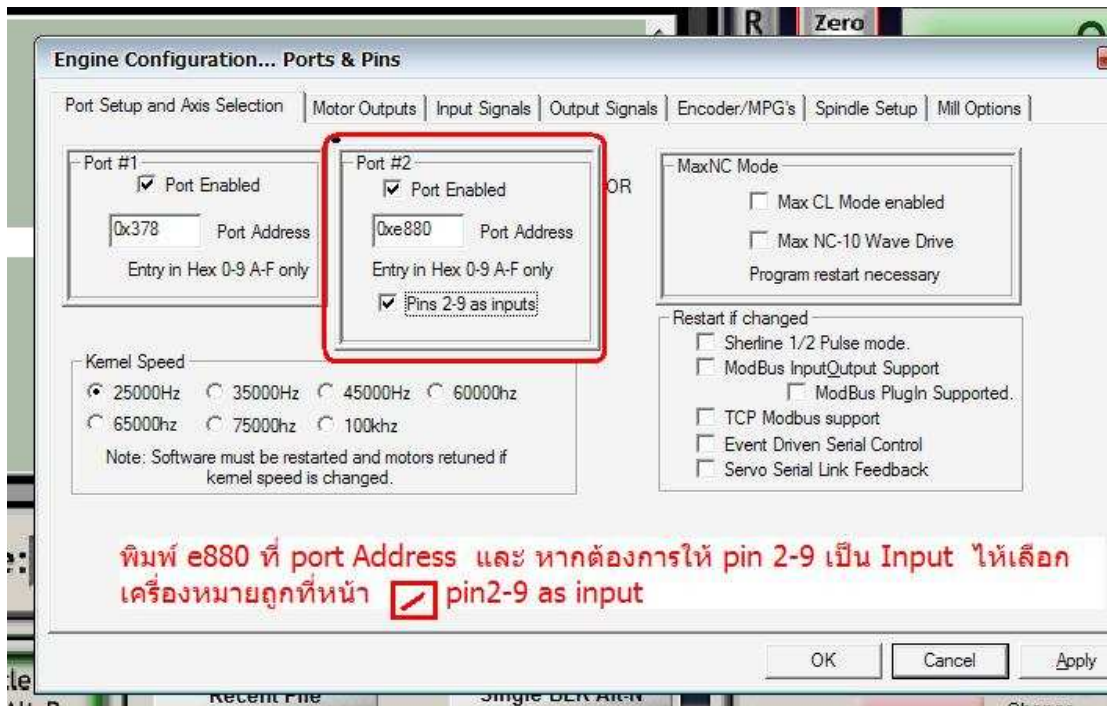 R
Zero
Engine Configuration... Ports & Pins
Port Setup and Axis Selection
Motor Outputs
Input Signals
Output Signals
Encoder/MPG's
Spindle Setup
Mill Options
Port #1
Port Enabled
0x378
Port Address
Entry in Hex 0-9 A-F only
Port #2
Port Enabled
0xe880
Port Address
Entry in Hex 0-9 A-F only
Pins 2-9 as inputs
OR
MaxNC Mode
Max CL Mode enabled
Max NC-10 Wave Drive
Program restart necessary
Kernel Speed
25000Hz
35000Hz
45000Hz
60000hz
65000hz
75000hz
100khz
Note: Software must be restarted and motors retuned if
kernel speed is changed.
Restart if changed
Sherline 1/2 Pulse mode.
ModBus InputOutput Support
ModBus PlugIn Supported.
TCP Modbus support
Event Driven Serial Control
Servo Serial Link Feedback
พิมพ์ e880 ที่ port Address และ หากต้องการให้ pin 2-9 เป็น Input ไห้เลือก
เครื่องหมายถูกที่หน้า pin2-9 as input
OK
Cancel
Apply
Recent File